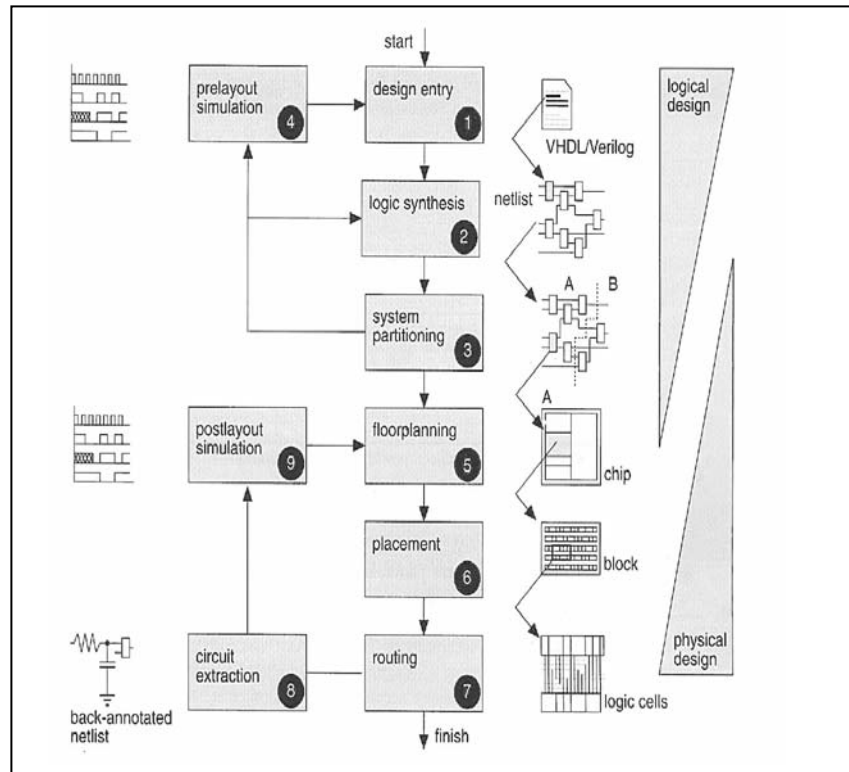 start
prelayout
simulation
4
design entry
1
VHDL/Verilog
logical
design
logic synthesis
2
netlist
system
partitioning
3
A
B
postlayout
simulation
9
floorplanning
5
A
chip
placement
6
block
circuit
extraction
8
routing
7
logic cells
physical
design
back-annotated
netlist
finish